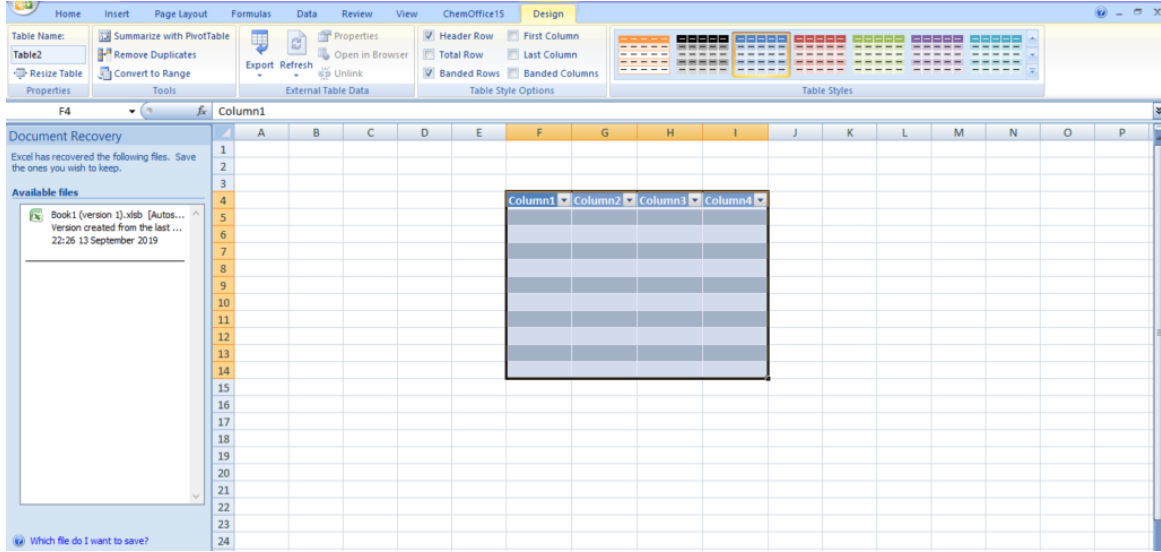 Home Insert Page Layout Formulas Data Review View ChemOffice15 Design
Table Name:
Table2
Resize Table
Properties
Summarize with PivotTable
Remove Duplicates
Convert to Range
Tools
Export Refresh
Properties
Open in Browser
Unlink
External Table Data
Header Row First Column
Total Row Last Column
Banded Rows Banded Columns
Table Style Options
Table Styles
F4 fx Column1
Document Recovery
Excel has recovered the following files. Save
the ones you wish to keep.
Available files
Book1 (version 1).xlsb [Autos...
Version created from the last ...
22:26 13 September 2019
Which file do I want to save?
A B C D E F G H I J K L M N O P
1
2
3
4 Column1 Column2 Column3 Column4
5
6
7
8
9
10
11
12
13
14
15
16
17
18
19
20
21
22
23
24